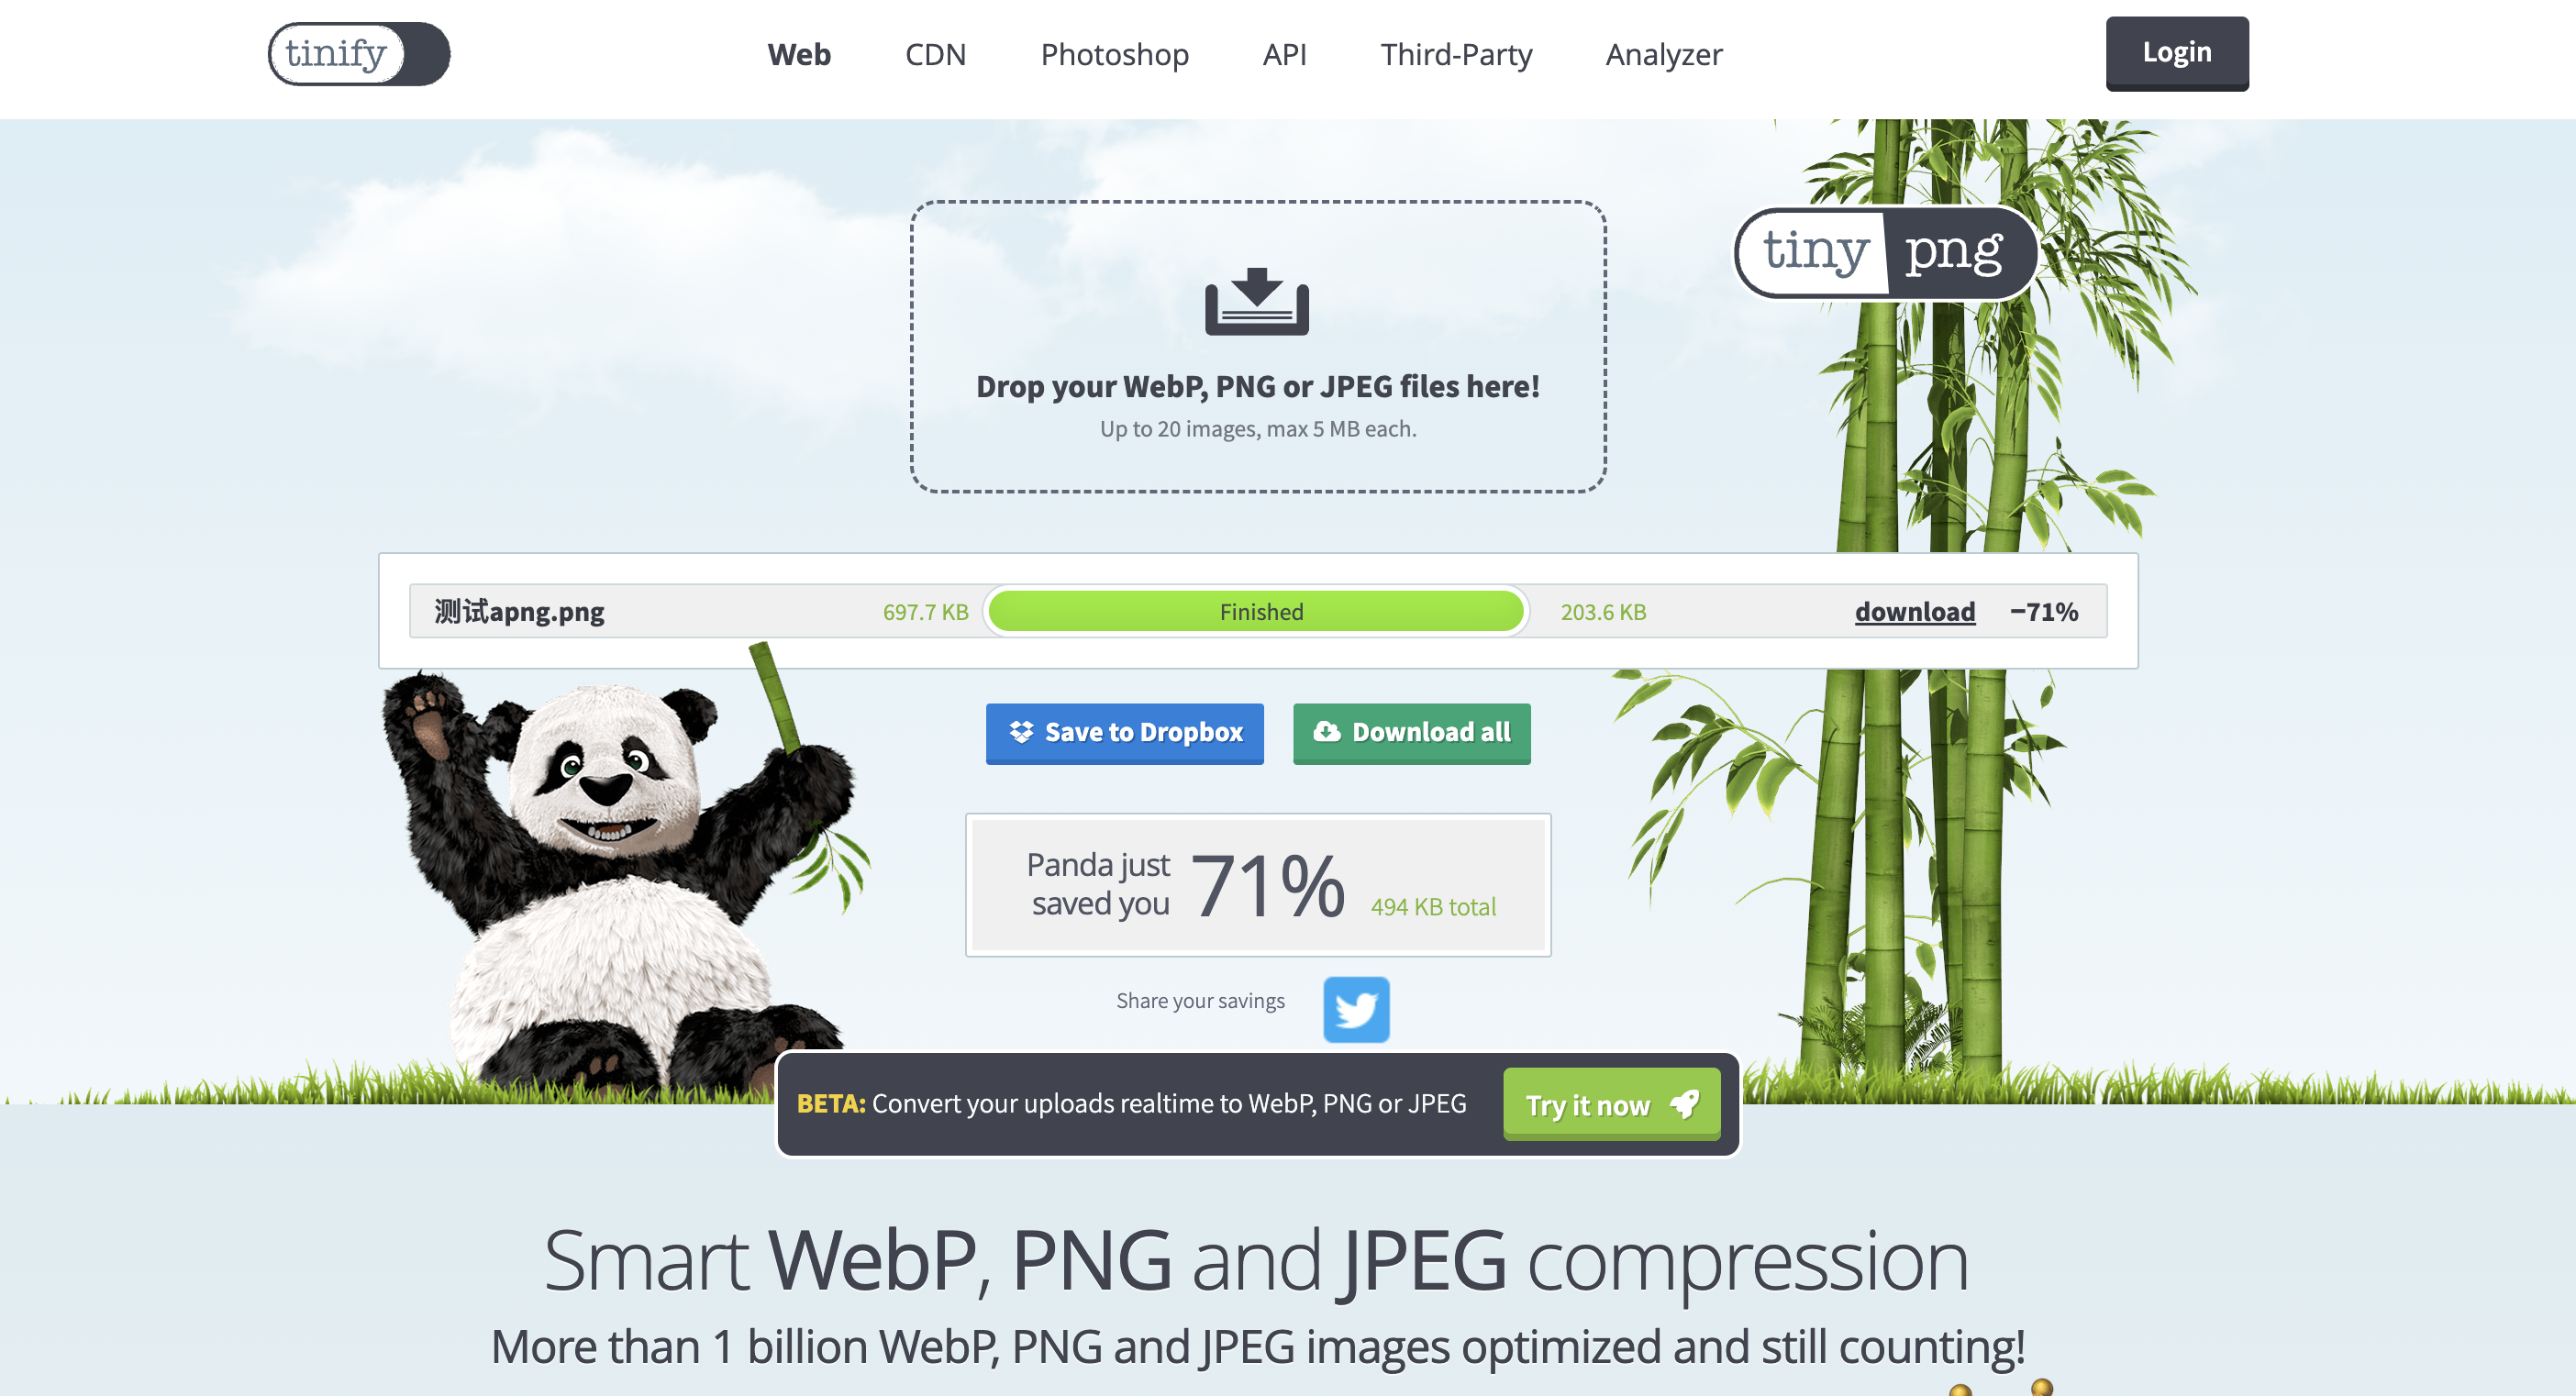 tinify
Web
CDN
Photoshop
API
Third-Party
Analyzer
Login
tiny png
Drop your WebP, PNG or JPEG files here!
Up to 20 images, max 5 MB each.
测试apng.png 697.7 KB Finished 203.6 KB download −71%
Save to Dropbox
Download all
Panda just
saved you
71%
494 KB total
Share your savings
BETA: Convert your uploads realtime to WebP, PNG or JPEG
Try it now
Smart WebP, PNG and JPEG compression
More than 1 billion WebP, PNG and JPEG images optimized and still counting!